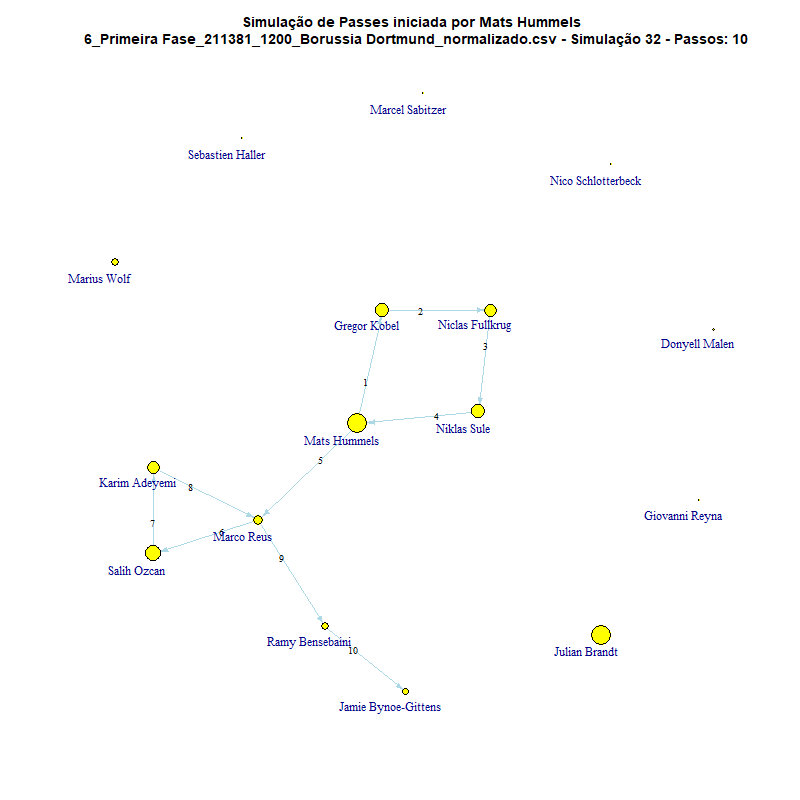 Simulação de Passes iniciada por Mats Hummels
6_Primeira Fase_211381_1200_Borussia Dortmund_normalizado.csv - Simulação 32 - Passos: 10
Marcel Sabitzer
Sebastien Haller
Nico Schlotterbeck
Marius Wolf
2
Gregor Kobel
Niclas Fullkrug
3
Donyell Malen
1
4
Niklas Sule
Mats Hummels
5
Karim Adeyemi
8
Giovanni Reyna
7
6
Marco Reus
9
Salih Ozcan
Ramy Bensebaini
10
Julian Brandt
Jamie Bynoe-Gittens